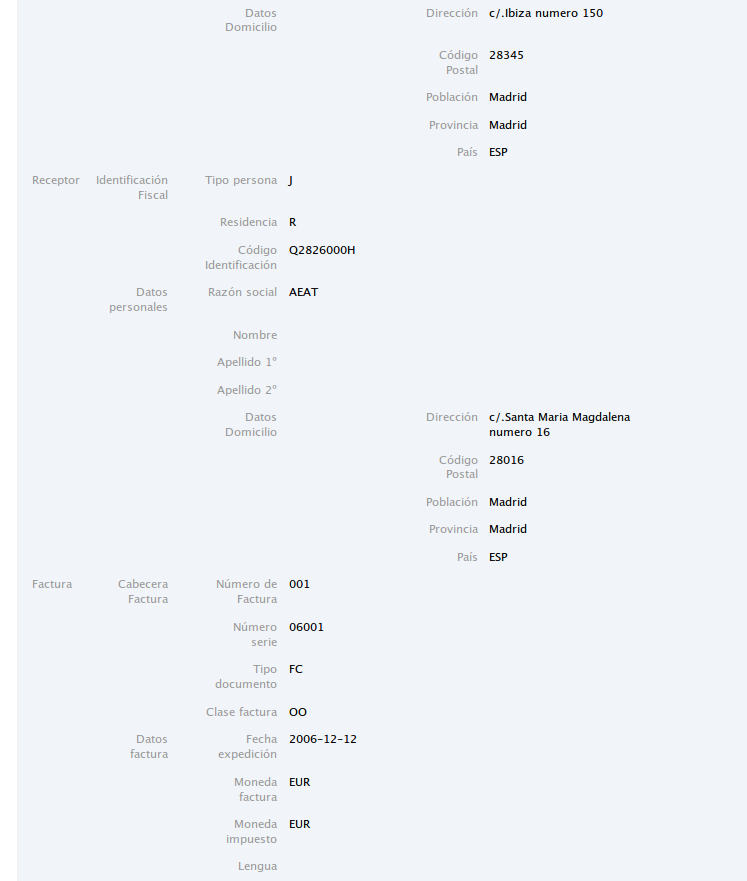 Datos Dirección c/.Ibiza numero 150
Domicilio
Código 28345
Postal
Población Madrid
Provincia Madrid
País ESP
Receptor Identificación Tipo persona J
Fiscal
Residencia R
Código Q2826000H
Identificación
Datos Razón social AEAT
personales
Nombre
Apellido 1º
Apellido 2º
Datos Dirección c/.Santa Maria Magdalena
Domicilio numero 16
Código 28016
Postal
Población Madrid
Provincia Madrid
País ESP
Factura Cabecera Número de 001
Factura Factura
Número 06001
serie
Tipo FC
documento
Clase factura OO
Datos Fecha 2006-12-12
factura expedición
Moneda EUR
factura
Moneda EUR
impuesto
Lengua